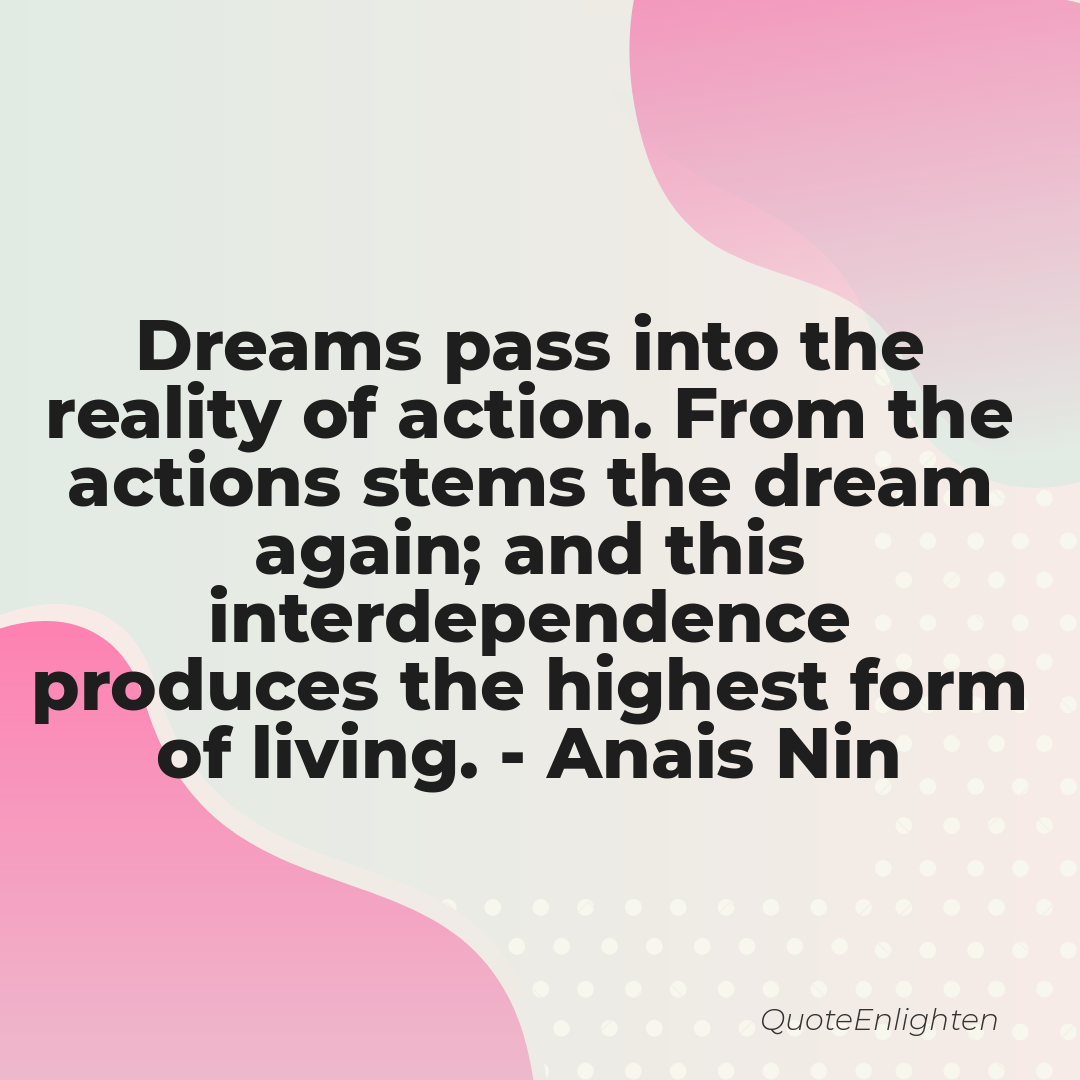 Dreams pass into the
reality of action. From the
actions stems the dream
again; and this
interdependence
produces the highest form
of living. - Anais Nin
QuoteEnlighten